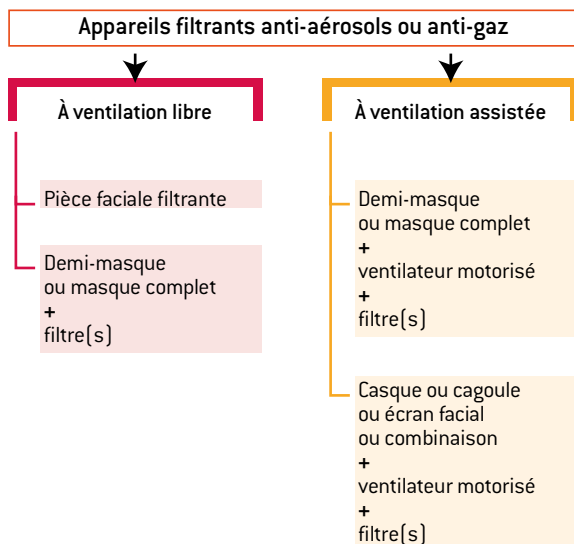 Appareils filtrants anti-aérosols ou anti-gaz
À ventilation libre
Pièce faciale filtrante
Demi-masque
ou masque complet
+
filtre(s)
À ventilation assistée
Demi-masque
ou masque complet
+
ventilateur motorisé
+
filtre(s)
Casque ou cagoule
ou écran facial
ou combinaison
+
ventilateur motorisé
+
filtre(s)